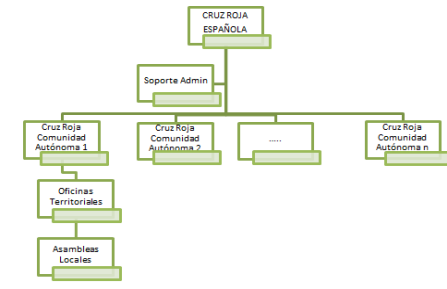 CRUZ ROJA
ESPAÑOLA
Soporte Admin
Cruz Roja
Comunidad
Autónoma 1
Cruz Roja
Comunidad
Autónoma 2
.....
Cruz Roja
Comunidad
Autónoma n
Oficinas
Territoriales
Asambleas
Locales